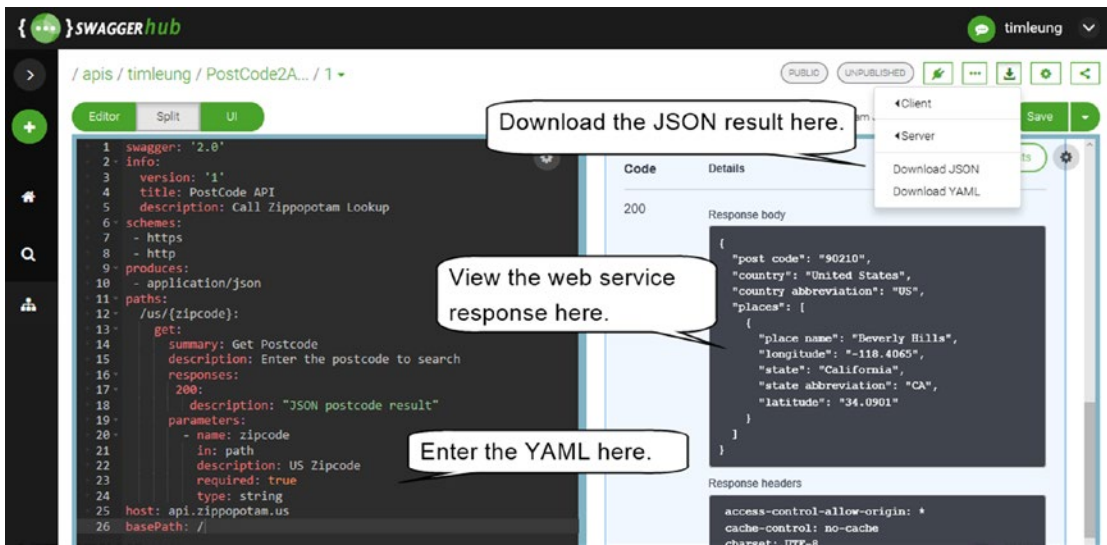 { } SWAGGERhub
timleung
/ apis / timleung / PostCode2A... / 1
PUBLIC UNPUBLISHED
Editor Split UI
Save
Client
Server
Download JSON
Download YAML
Download the JSON result here.
1 swagger: '2.0'
2 info:
3 version: '1'
4 title: PostCode API
5 description: Call Zippopotam Lookup
6 schemes:
7 - https
8 - http
9 produces:
10 - application/json
11 paths:
12 /us/{zipcode}:
13 get:
14 summary: Get Postcode
15 description: Enter the postcode to search
16 responses:
17 200:
18 description: "JSON postcode result"
19 parameters:
20 - name: zipcode
21 in: path
22 description: US Zipcode
23 required: true
24 type: string
25 host: api.zippopotam.us
26 basePath: /
View the web service
response here.
Enter the YAML here.
Code Details
200
Response body
{
"post code": "90210",
"country": "United States",
"country abbreviation": "US",
"places": [
{
"place name": "Beverly Hills",
"longitude": "-118.4065",
"state": "California",
"state abbreviation": "CA",
"latitude": "34.0901"
}
]
}
Response headers
access-control-allow-origin: *
cache-control: no-cache
charset: UTF-8